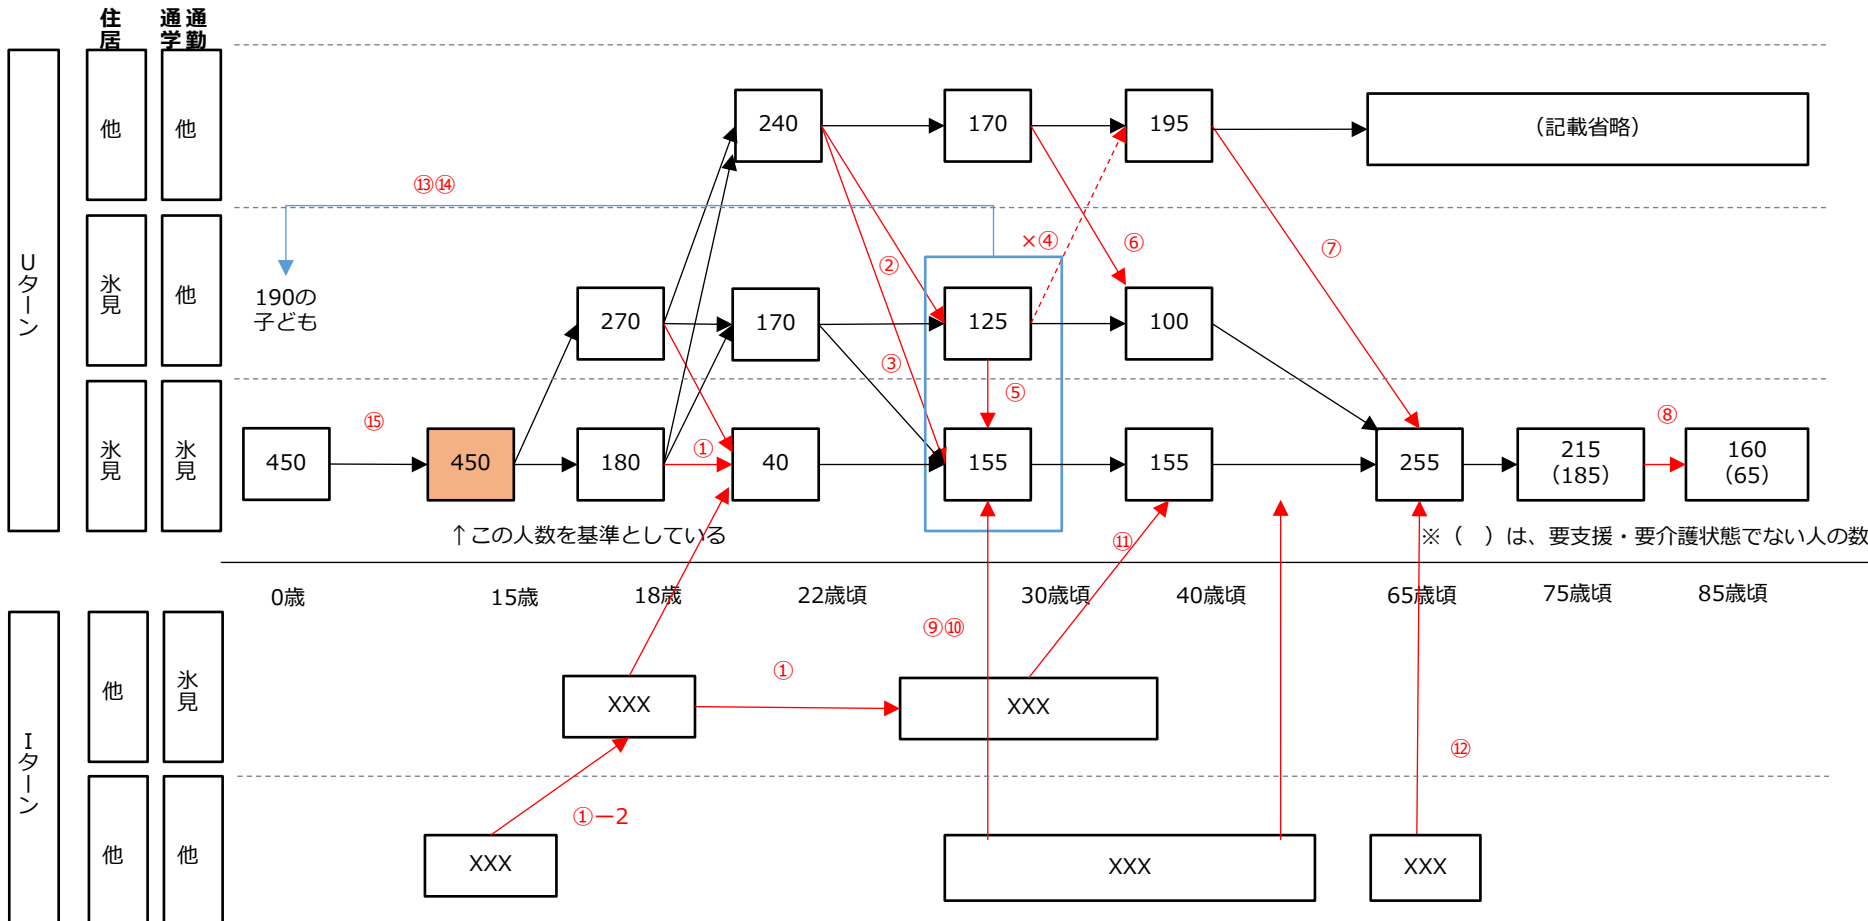 住居
通学
通勤
Uターン
他
他
240
170
195
（記載省略）
⑬⑭
氷見
他
190の
子ども
270
170
125
100
②
×④
⑥
⑦
③
⑤
氷見
氷見
450
⑮
450
180
①
40
155
155
255
215
（185）
⑧
160
（65）
↑この人数を基準としている
⑪
※（　）は、要支援・要介護状態でない人の数
0歳
15歳
18歳
22歳頃
30歳頃
40歳頃
65歳頃
75歳頃
85歳頃
Iターン
他
氷見
XXX
①
⑨⑩
XXX
⑫
他
他
①ー2
XXX
XXX
XXX